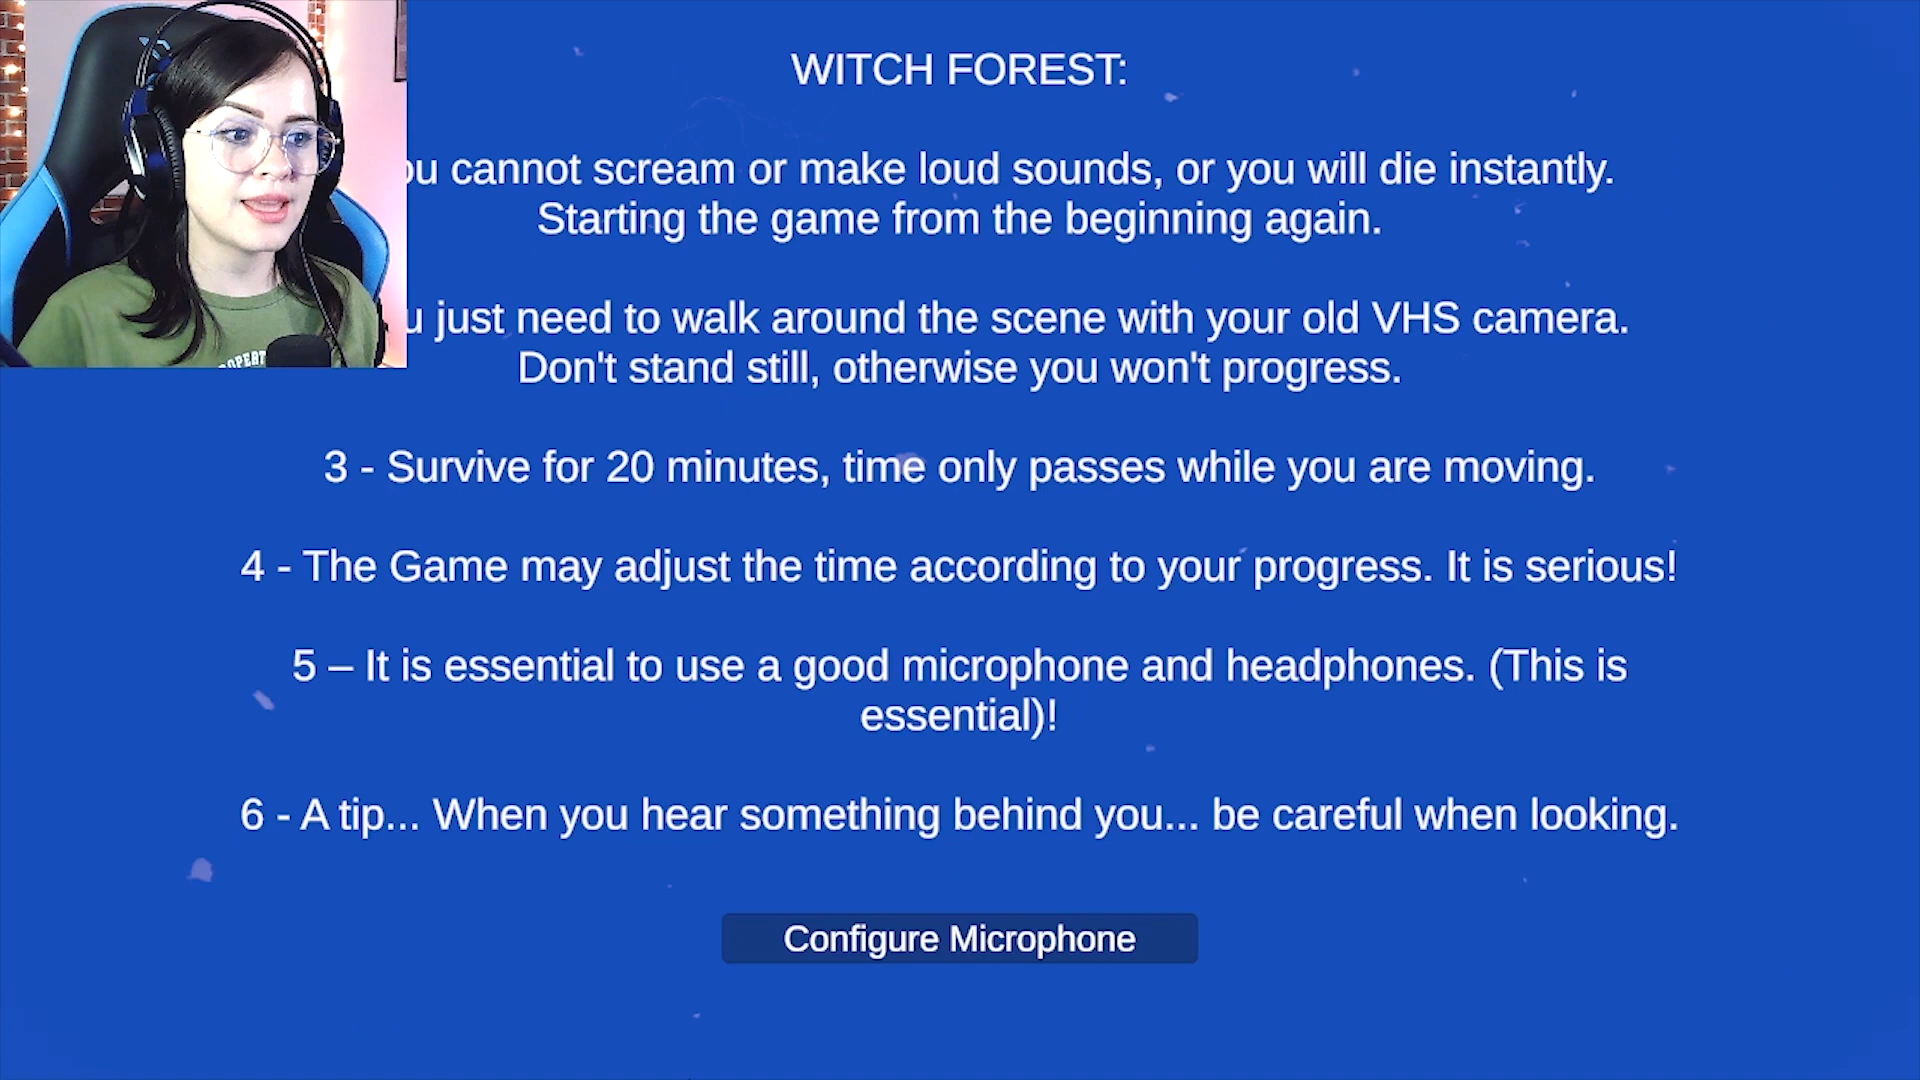 WITCH FOREST:
cannot scream or make loud sounds, or you will die instantly.
Starting the game from the beginning again.
just need to walk around the scene with your old VHS camera.
Don't stand still, otherwise you won't progress.
3 - Survive for 20 minutes, time only passes while you are moving.
4 - The Game may adjust the time according to your progress. It is serious!
5 – It is essential to use a good microphone and headphones. (This is
essential)!
6 - A tip... When you hear something behind you... be careful when looking.
Configure Microphone